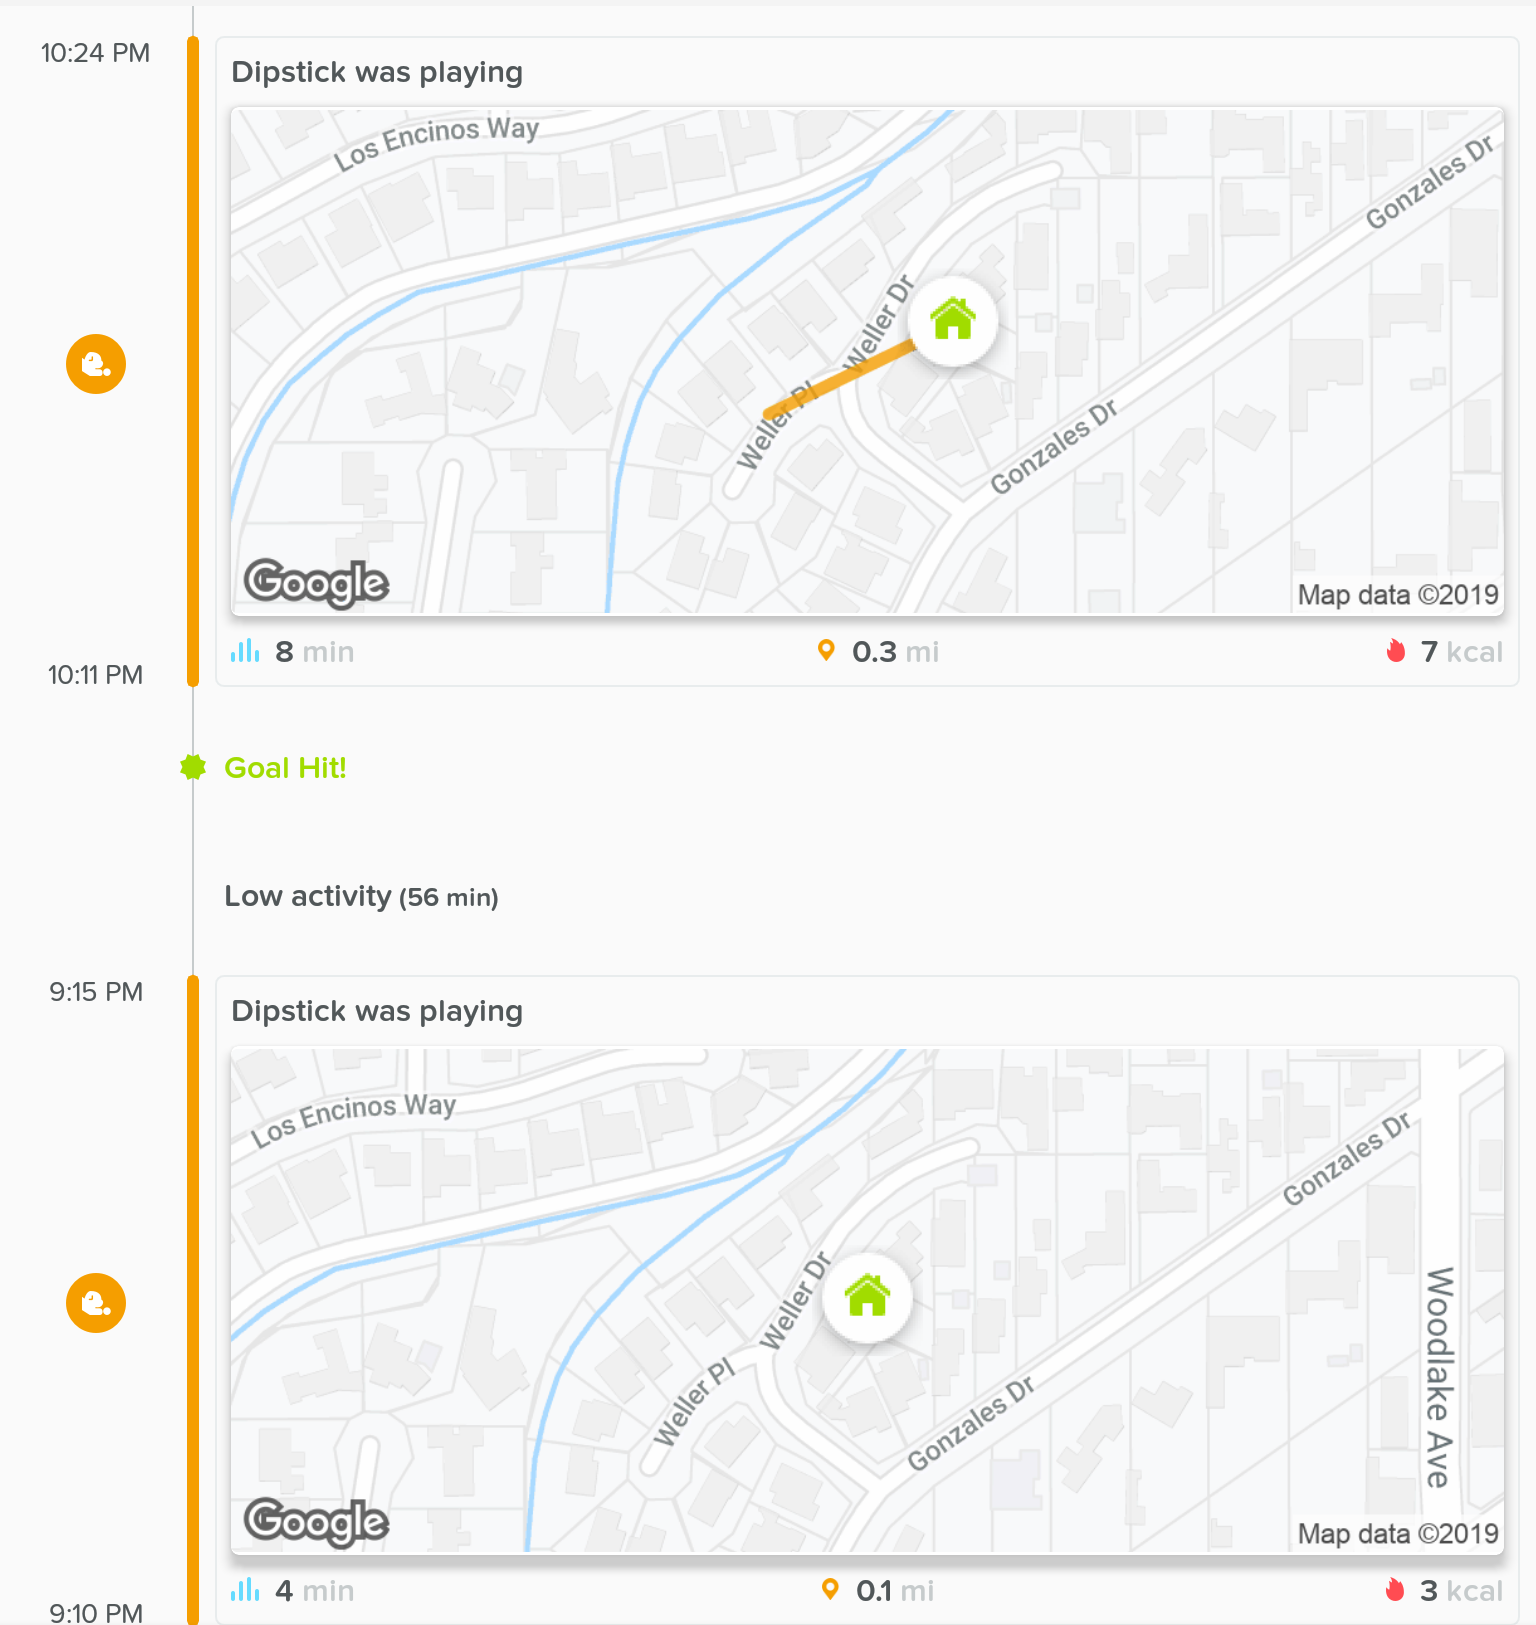 10:24 PM
Dipstick was playing
Los Encinos Way
Gonzales Dr
Weller Dr
Weller Pl
Gonzales Dr
Google
Map data ©2019
8 min
0.3 mi
7 kcal
10:11 PM
Goal Hit!
Low activity (56 min)
9:15 PM
Dipstick was playing
Los Encinos Way
Gonzales Dr
Weller Dr
Woodlake Ave
Weller Pl
Gonzales Dr
Google
Map data ©2019
4 min
0.1 mi
3 kcal
9:10 PM